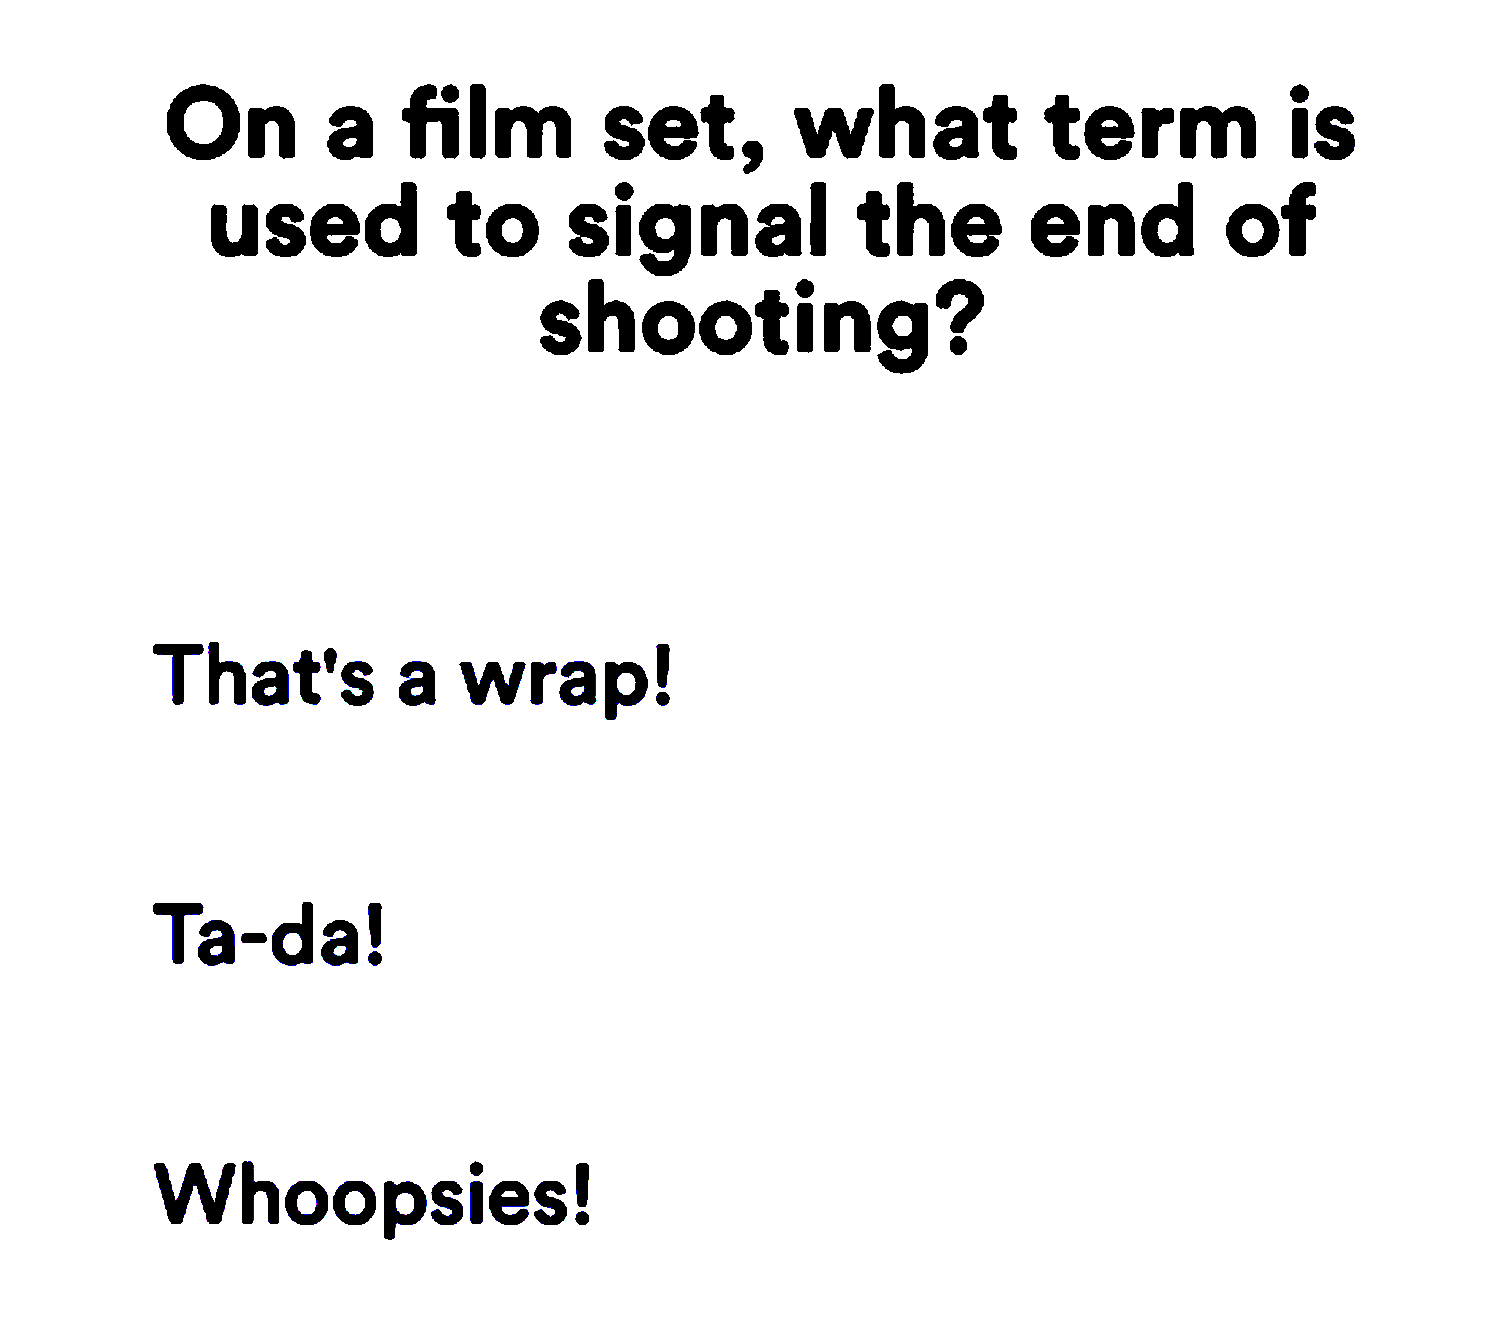 On a film set, what term is
used to signal the end of
shooting?
That's a wrap!
Ta-da!
Whoopsies!